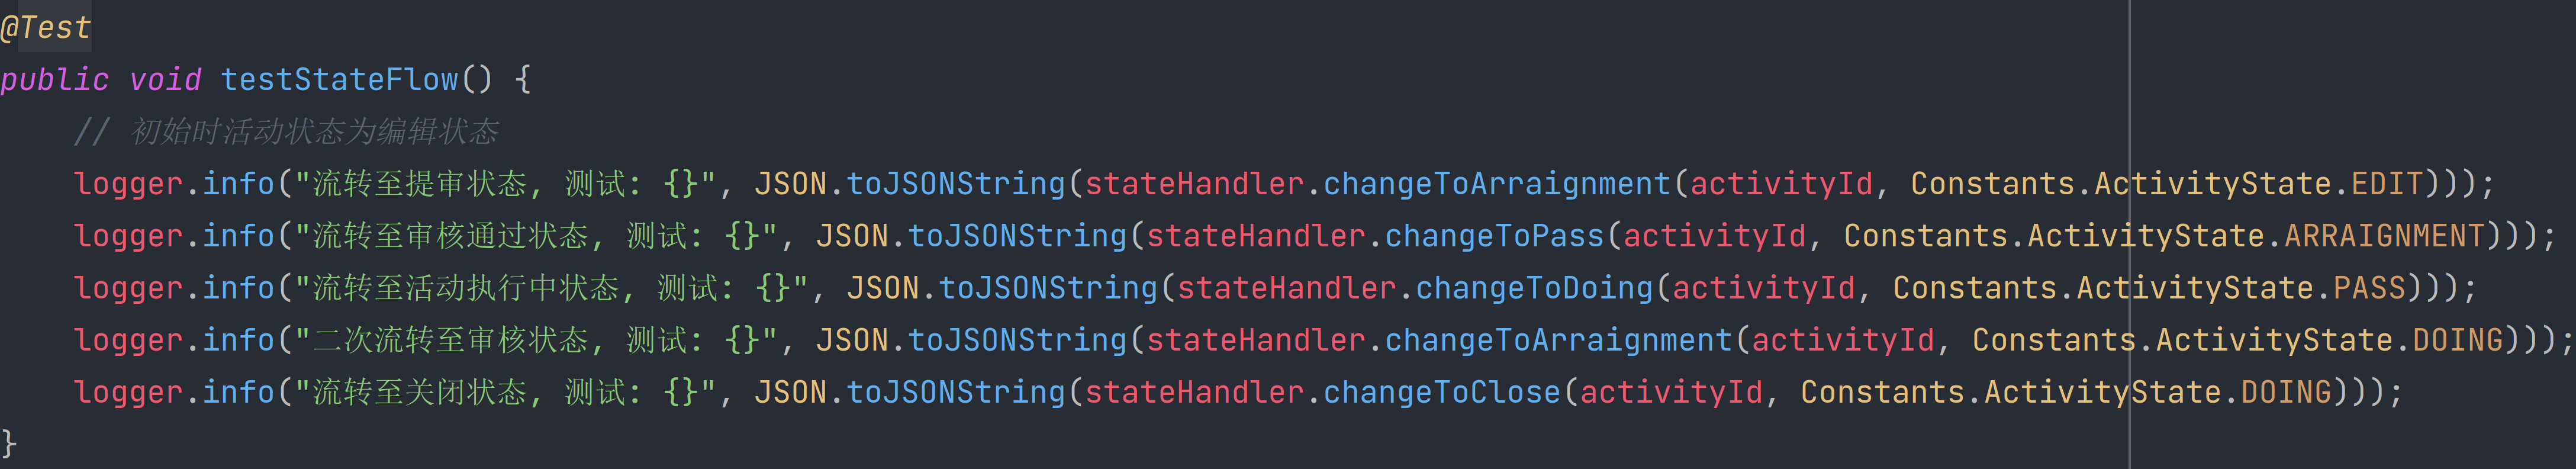 @Test
public void testStateFlow() {
// 初始时活动状态为编辑状态
logger.info("流转至提审状态, 测试: {}", JSON.toJSONString(stateHandler.changeToArraignment(activityId, Constants.ActivityState.EDIT)));
logger.info("流转至审核通过状态, 测试: {}", JSON.toJSONString(stateHandler.changeToPass(activityId, Constants.ActivityState.ARRAIGNMENT)));
logger.info("流转至活动执行中状态, 测试: {}", JSON.toJSONString(stateHandler.changeToDoing(activityId, Constants.ActivityState.PASS)));
logger.info("二次流转至审核状态, 测试: {}", JSON.toJSONString(stateHandler.changeToArraignment(activityId, Constants.ActivityState.DOING)));
logger.info("流转至关闭状态, 测试: {}", JSON.toJSONString(stateHandler.changeToClose(activityId, Constants.ActivityState.DOING)));
}